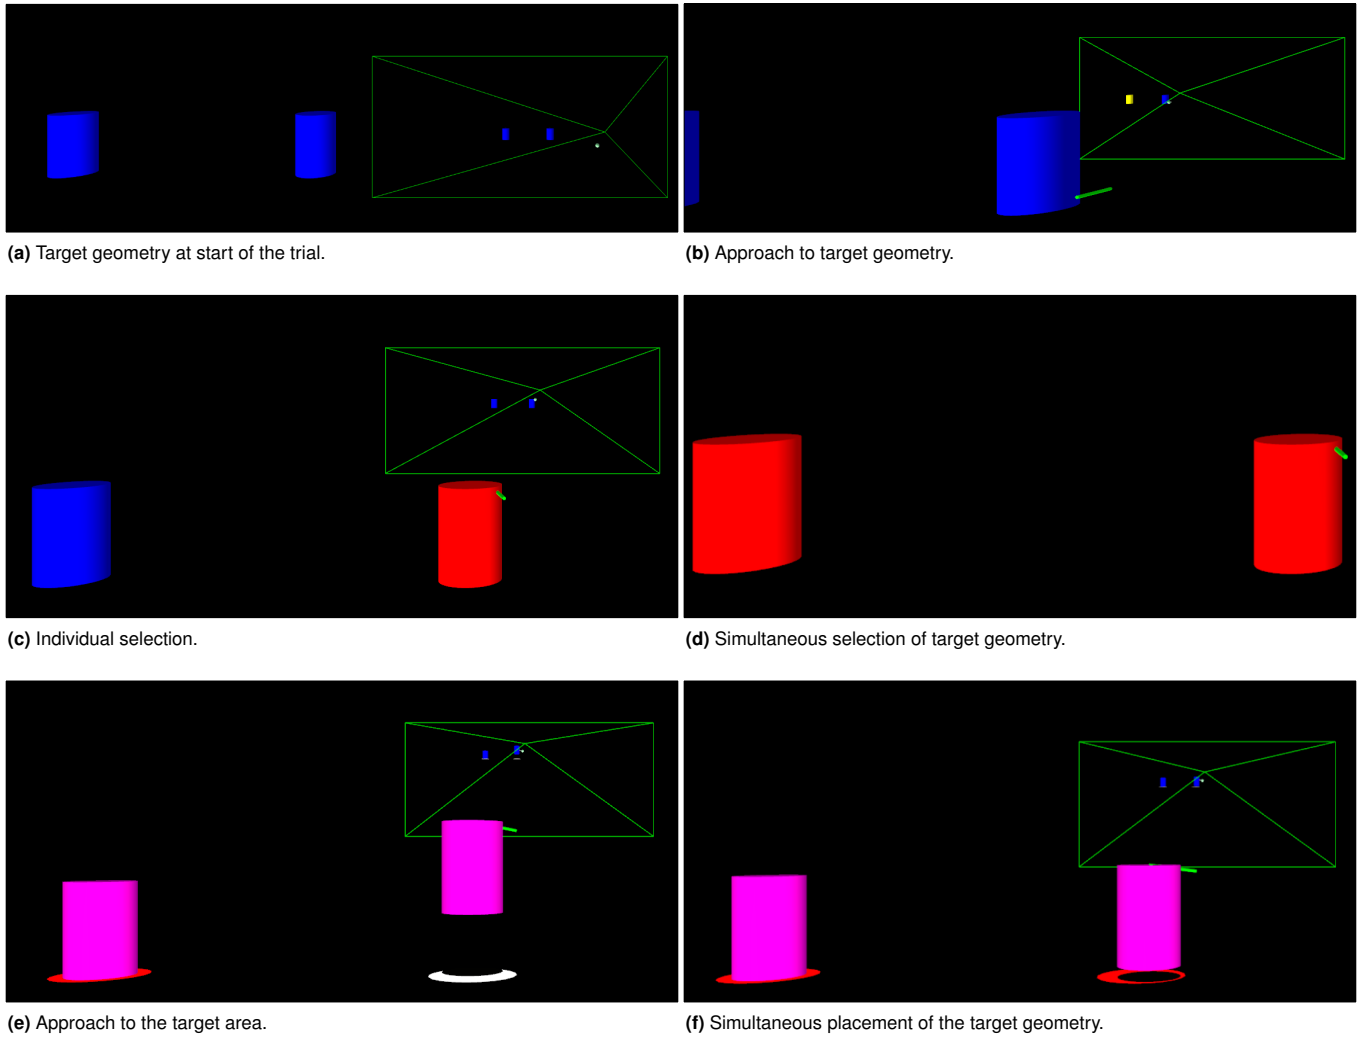 (a) Target geometry at start of the trial.
(b) Approach to target geometry.
(c) Individual selection.
(d) Simultaneous selection of target geometry.
(e) Approach to the target area.
(f) Simultaneous placement of the target geometry.